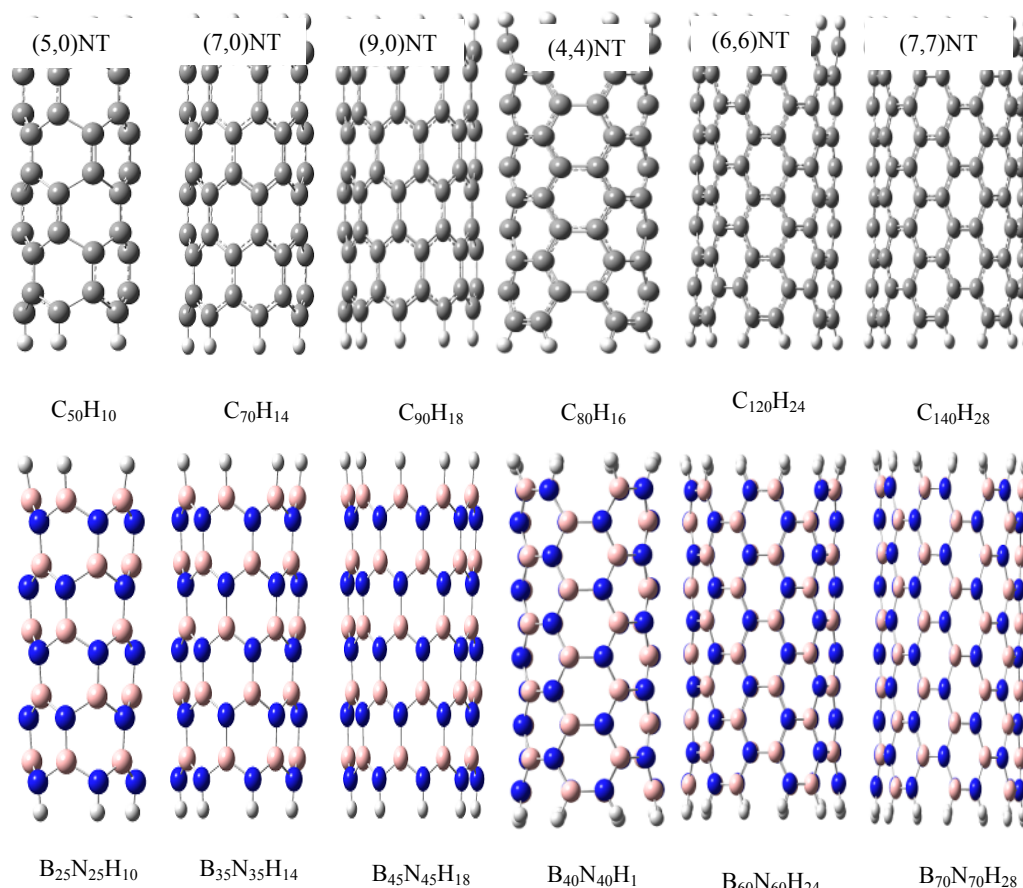 (5,0)NT (7,0)NT (9,0)NT (4,4)NT (6,6)NT (7,7)NT
C₅₀H₁₀ C₇₀H₁₄ C₉₀H₁₈ C₈₀H₁₆ C₁₂₀H₂₄ C₁₄₀H₂₈
B₂₅N₂₅H₁₀ B₃₅N₃₅H₁₄ B₄₅N₄₅H₁₈ B₄₀N₄₀H₁ B₆₀N₆₀H₂₄ B₇₀N₇₀H₂₈